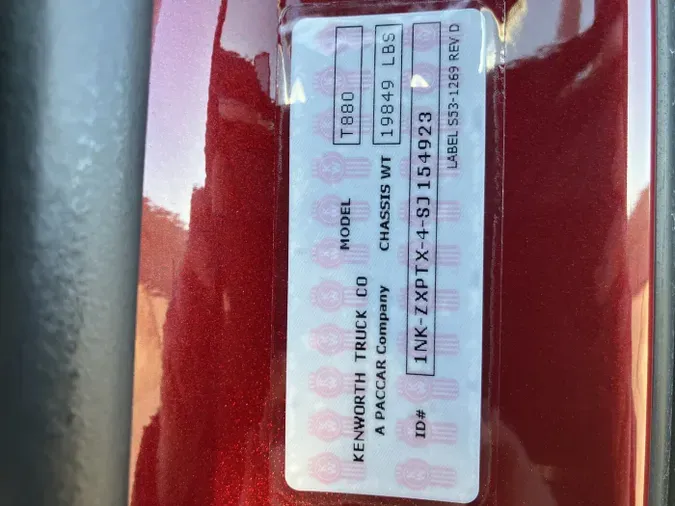 KENWORTH TRUCK CO MODEL T880
A PACCAR Company CHASSIS WT 19849 LBS
ID# 1NK-ZXPTX-4-SJ154923
LABEL S53-1269 REV D